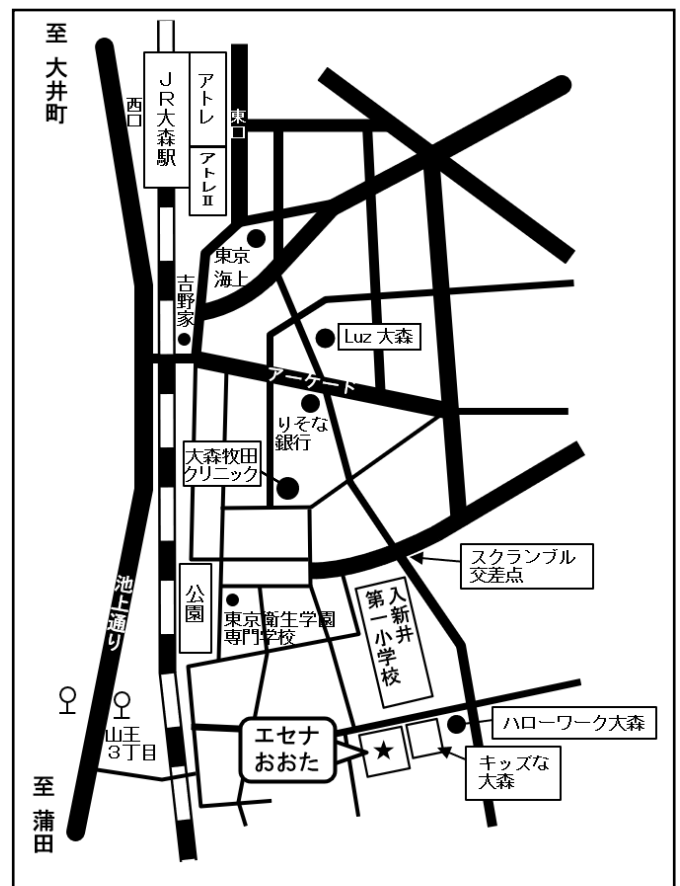 至 大井町
西口
JR大森駅
アトレ
アトレⅡ
東口
東京
海上
吉野家
Luz 大森
アーケード
りそな
銀行
大森牧田
クリニック
スクランブル
交差点
公園
東京衛生学園
専門学校
入新井
第一小学校
池上通り
山王
3丁目
エセナ
おおた
ハローワーク大森
キッズな
大森
至 蒲田